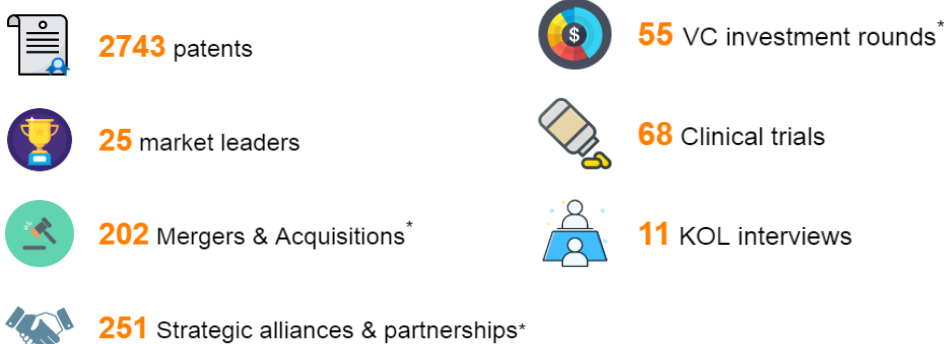 2743 patents
25 market leaders
202 Mergers & Acquisitions*
251 Strategic alliances & partnerships*
$
55 VC investment rounds*
68 Clinical trials
11 KOL interviews